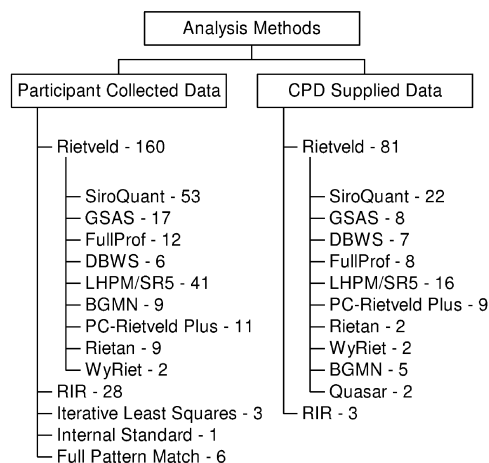 Analysis Methods
Participant Collected Data
Rietveld - 160
SiroQuant - 53
GSAS - 17
FullProf - 12
DBWS - 6
LHPM/SR5 - 41
BGMN - 9
PC-Rietveld Plus - 11
Rietan - 9
WyRiet - 2
RIR - 28
Iterative Least Squares - 3
Internal Standard - 1
Full Pattern Match - 6
CPD Supplied Data
Rietveld - 81
SiroQuant - 22
GSAS - 8
DBWS - 7
FullProf - 8
LHPM/SR5 - 16
PC-Rietveld Plus - 9
Rietan - 2
WyRiet - 2
BGMN - 5
Quasar - 2
RIR - 3